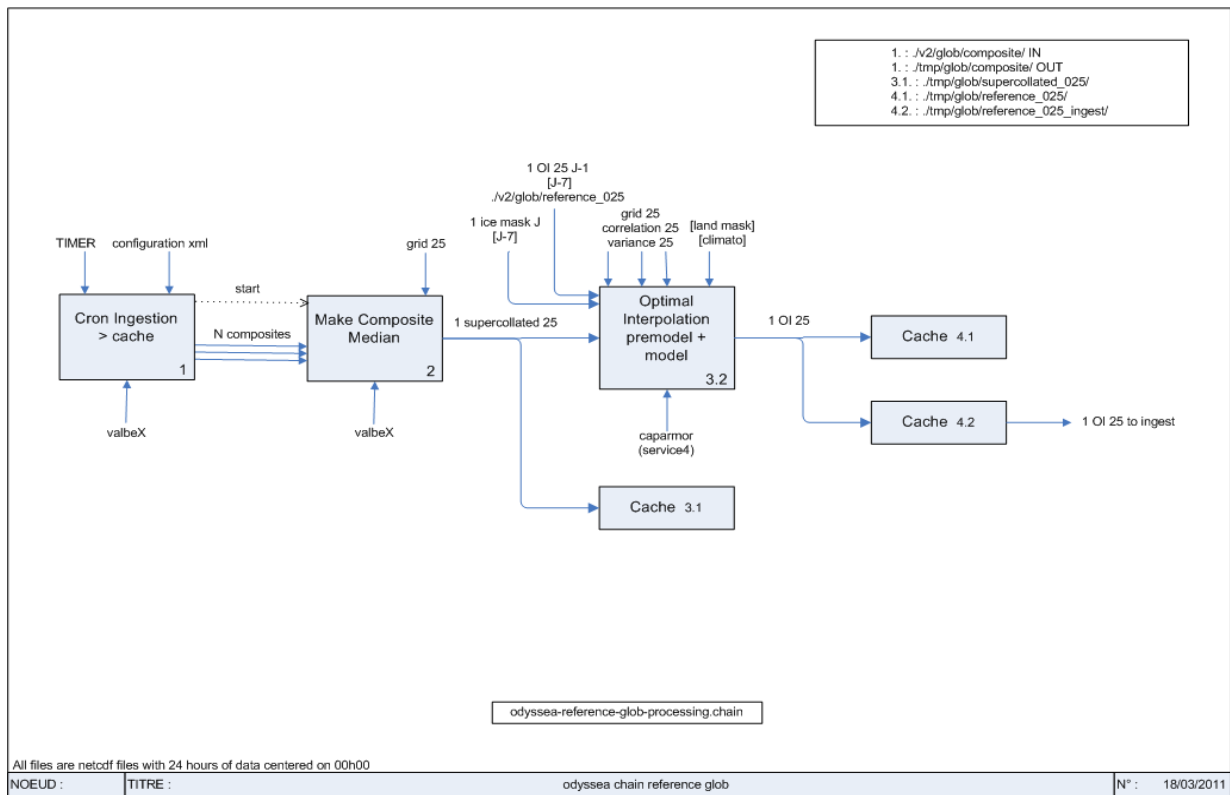 1. : ./v2/glob/composite/ IN
1. : ./tmp/glob/composite/ OUT
3.1. : ./tmp/glob/supercollated_025/
4.1. : ./tmp/glob/reference_025/
4.2. : ./tmp/glob/reference_025_ingest/
1 OI 25 J-1
[J-7]
./v2/glob/reference_025
1 ice mask J
[J-7]
grid 25
correlation 25
variance 25
[land mask]
[climato]
TIMER
configuration xml
grid 25
start
Cron Ingestion
> cache
1
N composites
Make Composite
Median
2
1 supercollated 25
Optimal
Interpolation
premodel +
model
3.2
1 OI 25
Cache 4.1
Cache 4.2
1 OI 25 to ingest
valbeX
valbeX
caparmor
(service4)
Cache 3.1
odyssea-reference-glob-processing.chain
All files are netcdf files with 24 hours of data centered on 00h00
NOEUD :
TITRE :
odyssea chain reference glob
N° :
18/03/2011